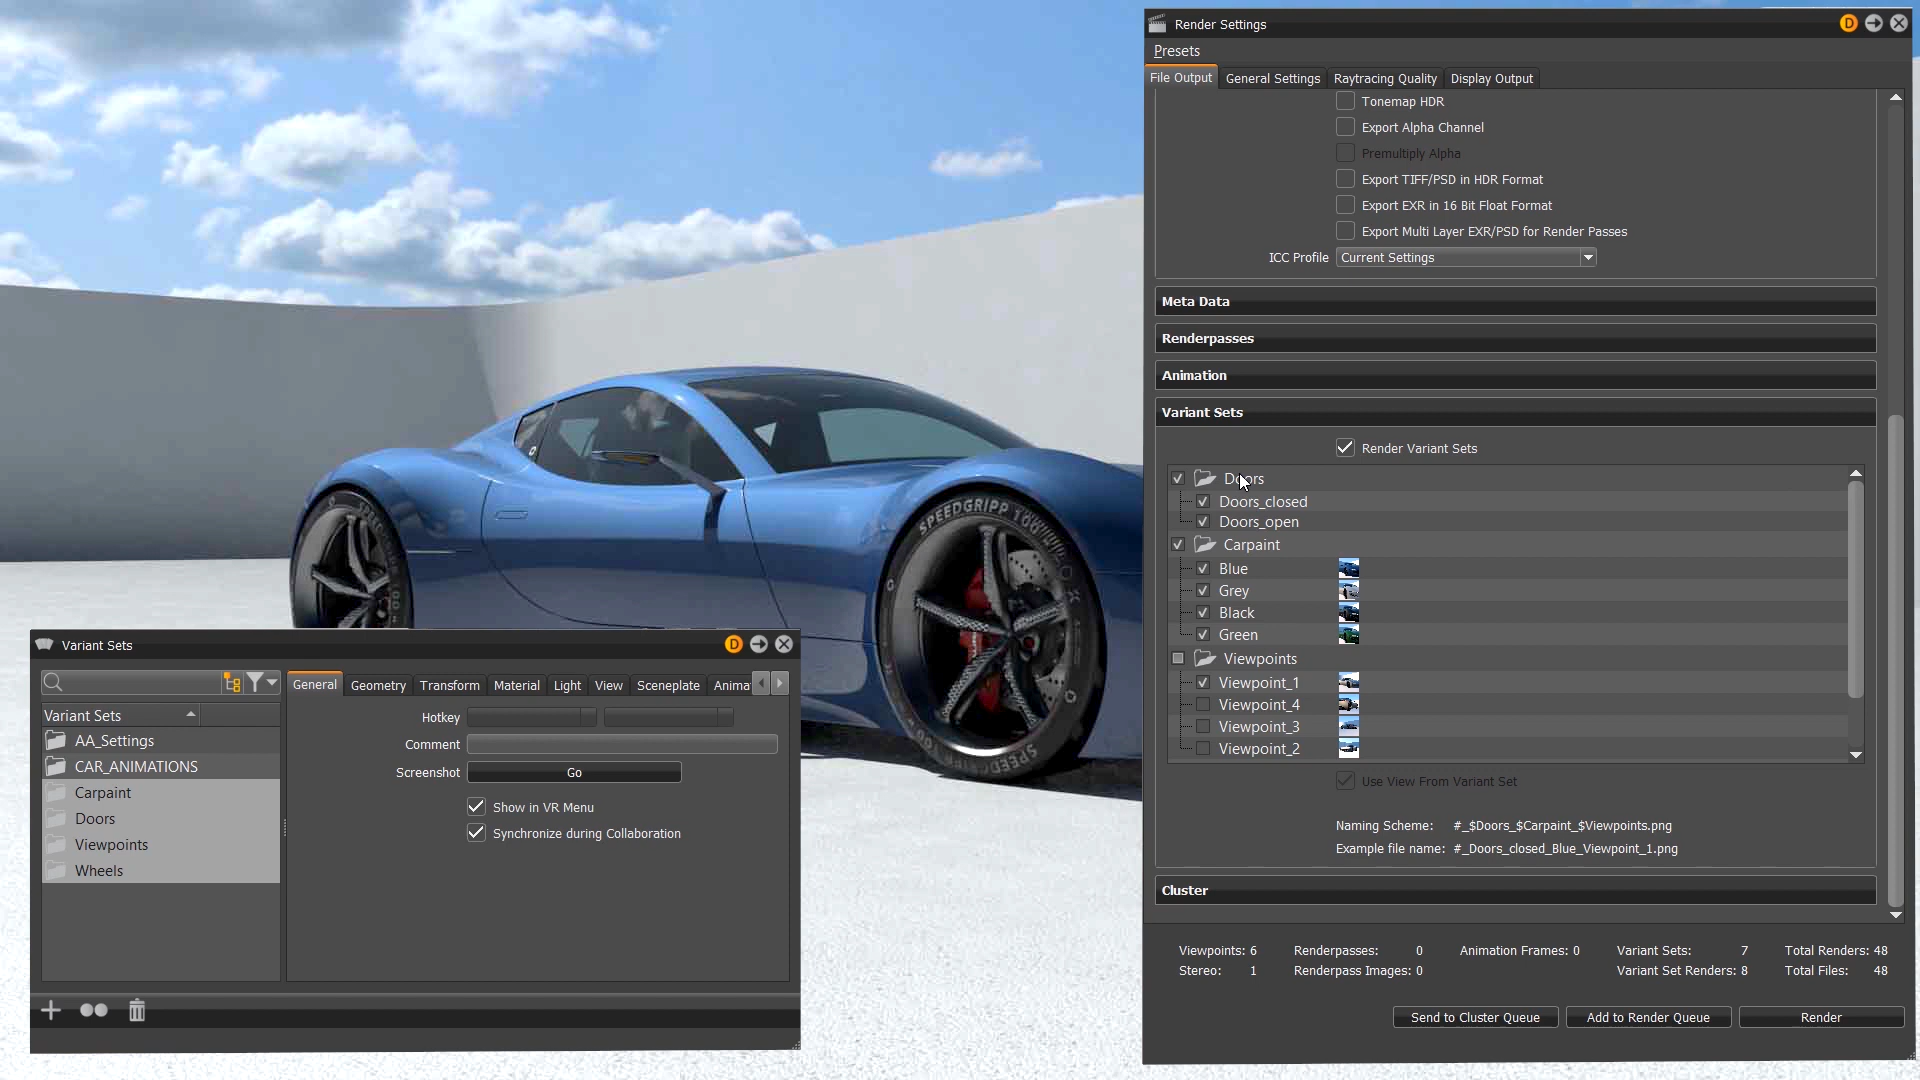 Render Settings
D
Presets
File Output General Settings Raytracing Quality Display Output
Tonemap HDR
Export Alpha Channel
Premultiply Alpha
Export TIFF/PSD in HDR Format
Export EXR in 16 Bit Float Format
Export Multi Layer EXR/PSD for Render Passes
ICC Profile Current Settings
Meta Data
Renderpasses
Animation
Variant Sets
Render Variant Sets
Doors
Doors_closed
Doors_open
Carpaint
Blue
Grey
Black
Green
Viewpoints
Viewpoint_1
Viewpoint_4
Viewpoint_3
Viewpoint_2
Use View From Variant Set
Naming Scheme: #_$Doors_$Carpaint_$Viewpoints.png
Example file name: #_Doors_closed_Blue_Viewpoint_1.png
Cluster
Viewpoints: 6 Renderpasses: 0 Animation Frames: 0 Variant Sets: 7 Total Renders: 48
Stereo: 1 Renderpass Images: 0 Variant Set Renders: 8 Total Files: 48
Send to Cluster Queue Add to Render Queue Render
SPEEDGRIPP 100
Variant Sets
D
General Geometry Transform Material Light View Sceneplate Anima
Variant Sets
AA_Settings
CAR_ANIMATIONS
Carpaint
Doors
Viewpoints
Wheels
Hotkey
Comment
Screenshot Go
Show in VR Menu
Synchronize during Collaboration